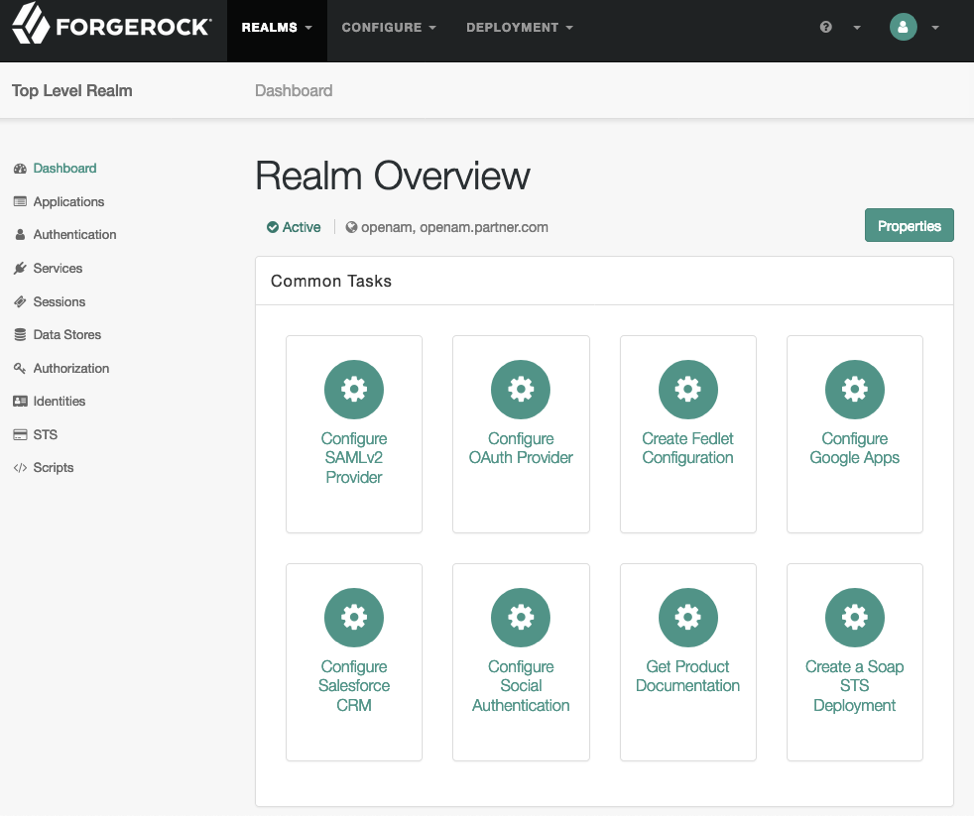 FORGEROCK
REALMS
CONFIGURE
DEPLOYMENT
Top Level Realm
Dashboard
Dashboard
Applications
Authentication
Services
Sessions
Data Stores
Authorization
Identities
STS
Scripts
Realm Overview
Active
openam, openam.partner.com
Properties
Common Tasks
Configure
SAMLv2
Provider
Configure
OAuth Provider
Create Fedlet
Configuration
Configure
Google Apps
Configure
Salesforce
CRM
Configure
Social
Authentication
Get Product
Documentation
Create a Soap
STS
Deployment